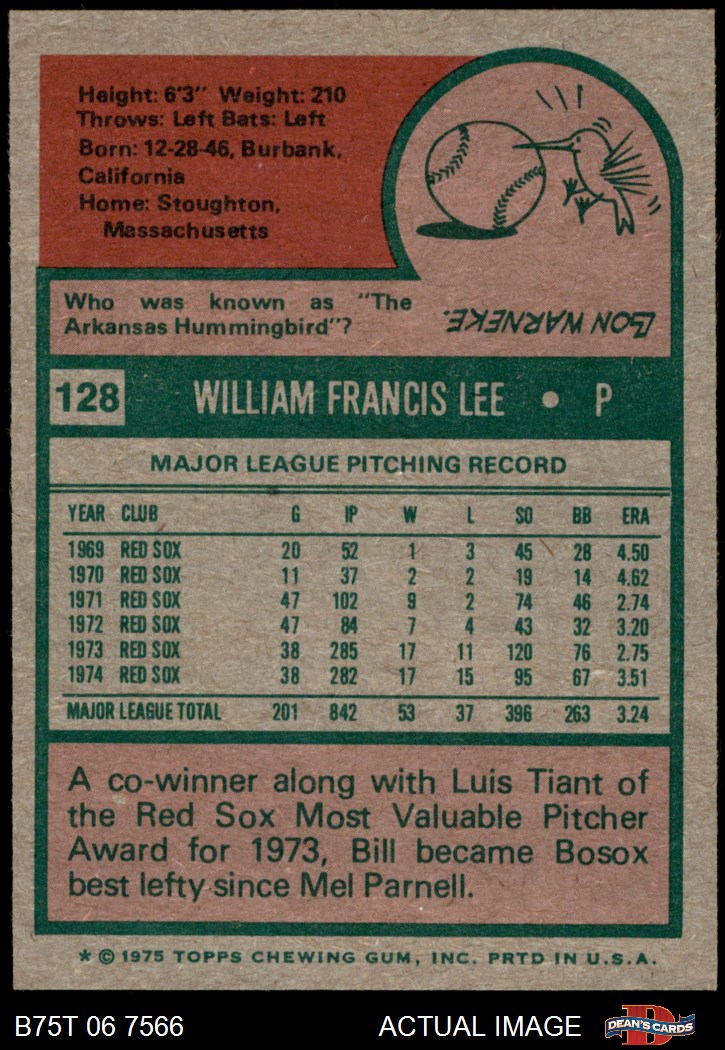 Height: 6'3" Weight: 210
Throws: Left Bats: Left
Born: 12-28-46, Burbank,
California
Home: Stoughton,
Massachusetts
Who was known as "The
Arkansas Hummingbird"?
LON WARNEKE.
128 WILLIAM FRANCIS LEE • P
MAJOR LEAGUE PITCHING RECORD
YEAR CLUB G IP W L SO BB ERA
1969 RED SOX 20 52 1 3 45 28 4.50
1970 RED SOX 11 37 2 2 19 14 4.62
1971 RED SOX 47 102 9 2 74 46 2.74
1972 RED SOX 47 84 7 4 43 32 3.20
1973 RED SOX 38 285 17 11 120 76 2.75
1974 RED SOX 38 282 17 15 95 67 3.51
MAJOR LEAGUE TOTAL 201 842 53 37 396 263 3.24
A co-winner along with Luis Tiant of
the Red Sox Most Valuable Pitcher
Award for 1973, Bill became Bosox
best lefty since Mel Parnell.
* © 1975 TOPPS CHEWING GUM, INC. PRTD IN U.S.A.
B75T 06 7566 ACTUAL IMAGE
D
DEAN'S CARDS